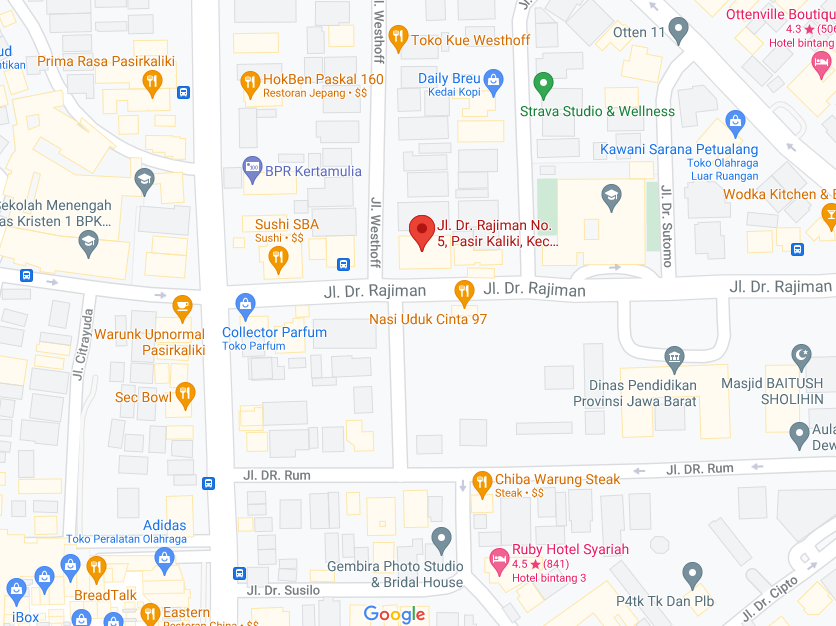 Ottenville Boutiqu
4.3 ★ (506
Hotel bintang
Otten 11
Jl. Westhoff
Toko Kue Westhoff
ud
ntikan
Prima Rasa Pasirkaliki
HokBen Paskal 160
Restoran Jepang • $$
Daily Breu
Kedai Kopi
Strava Studio & Wellness
Kawani Sarana Petualang
Toko Olahraga
Luar Ruangan
BPR Kertamulia
Sekolah Menengah
as Kristen 1 BPK...
Jl. Westhoff
Jl. Dr. Sutomo
Wodka Kitchen & B
Sushi SBA
Sushi • $$
Jl. Dr. Rajiman No.
5, Pasir Kaliki, Kec...
Jl. Dr. Rajiman
Jl. Dr. Rajiman
Jl. Dr. Rajiman
Nasi Uduk Cinta 97
Collector Parfum
Toko Parfum
Warunk Upnormal
Pasirkaliki
Jl. Citrayuda
Sec Bowl
Dinas Pendidikan
Provinsi Jawa Barat
Masjid BAITUSH
SHOLIHIN
Aula
Dew
Jl. DR. Rum
Jl. DR. Rum
Chiba Warung Steak
Steak • $$
Adidas
Toko Peralatan Olahraga
Gembira Photo Studio
& Bridal House
Ruby Hotel Syariah
4.5 ★ (841)
Hotel bintang 3
Jl. Dr. Susilo
BreadTalk
iBox
Eastern
Restoran China • $$
Google
P4tk Tk Dan Plb
Jl. Dr. Cipto